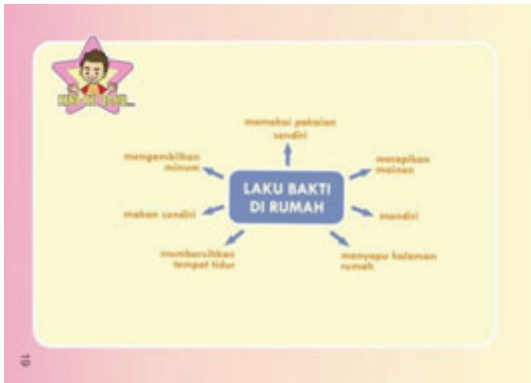 memakai pakaian
sendiri
mengambilkan
minum
merapikan
mainan
LAKU BAKTI
DI RUMAH
makan sendiri
mandiri
membersihkan
tempat tidur
menyapu halaman
rumah
19